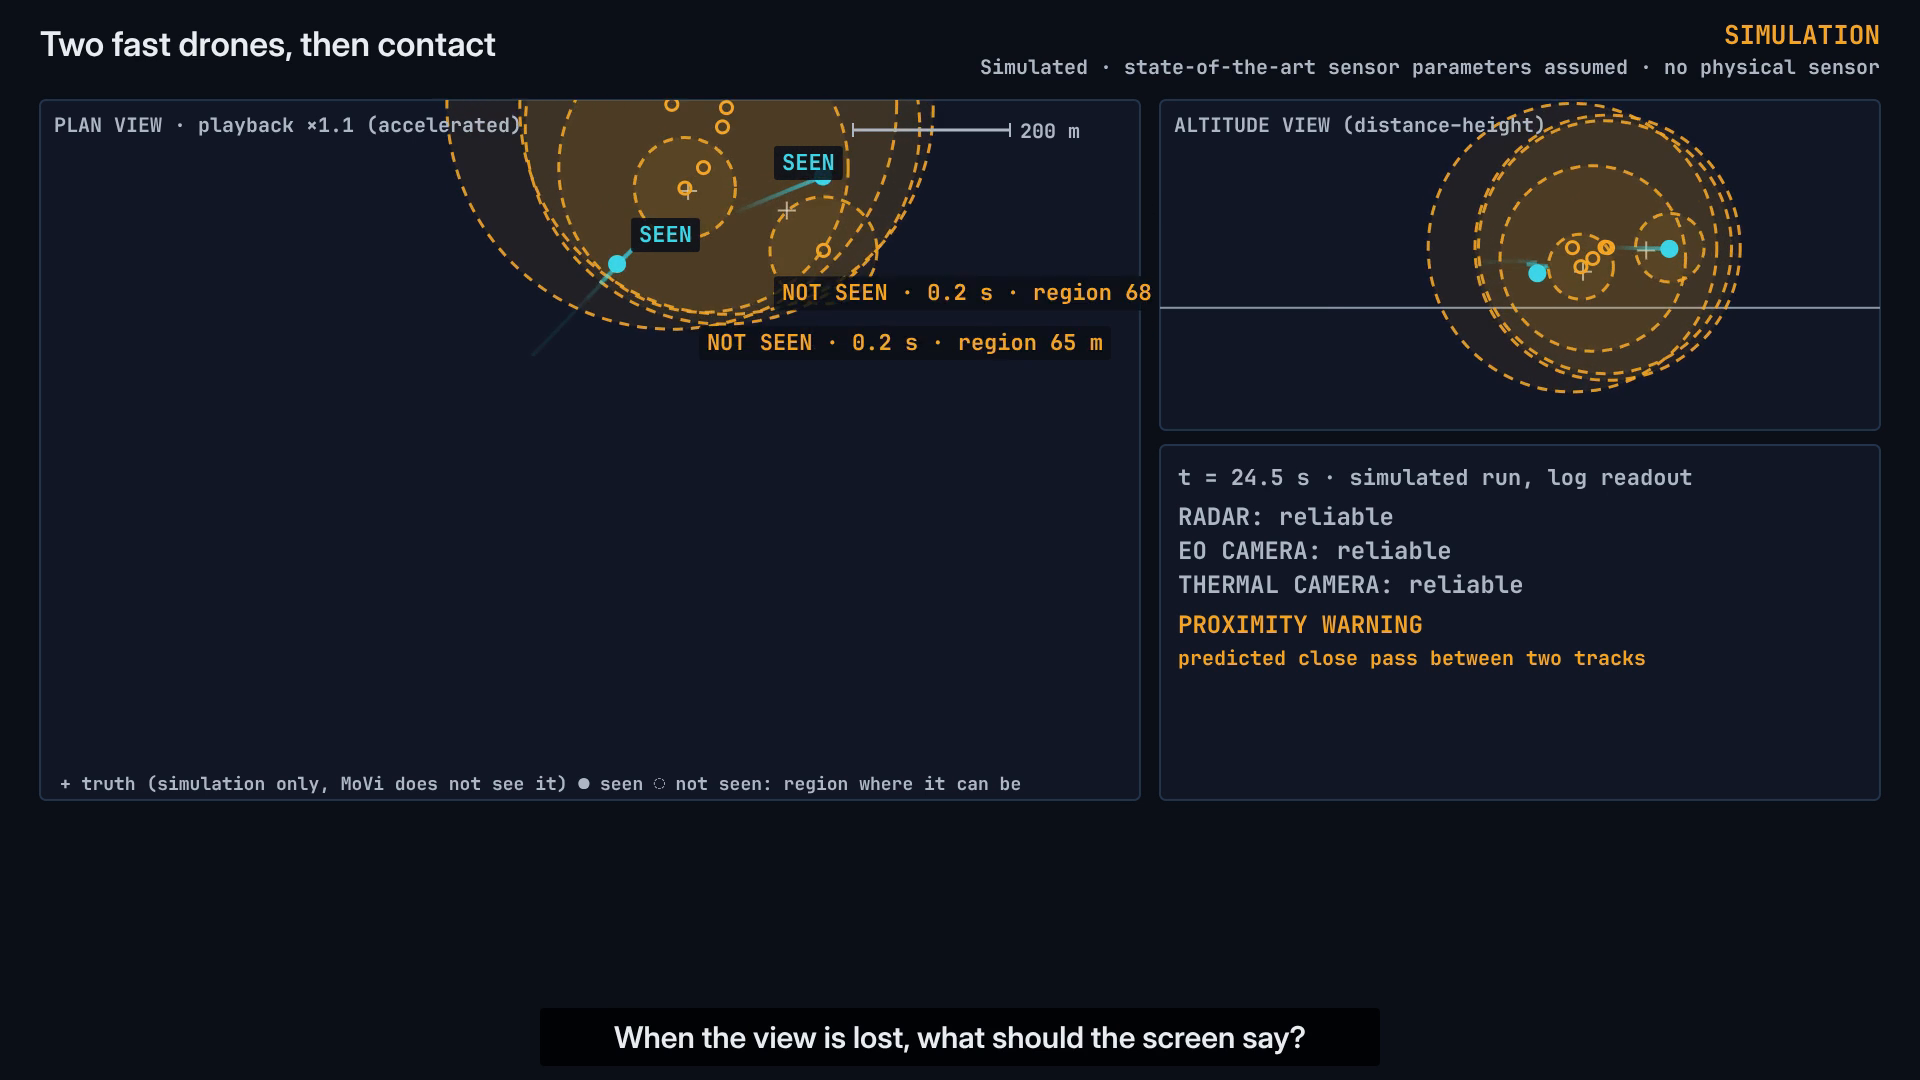 Two fast drones, then contact
SIMULATION
Simulated · state-of-the-art sensor parameters assumed · no physical sensor
PLAN VIEW · playback ×1.1 (accelerated)
200 m
SEEN
SEEN
NOT SEEN · 0.2 s · region 68
NOT SEEN · 0.2 s · region 65 m
+ truth (simulation only, MoVi does not see it) ● seen ◌ not seen: region where it can be
ALTITUDE VIEW (distance-height)
t = 24.5 s · simulated run, log readout
RADAR: reliable
EO CAMERA: reliable
THERMAL CAMERA: reliable
PROXIMITY WARNING
predicted close pass between two tracks
When the view is lost, what should the screen say?